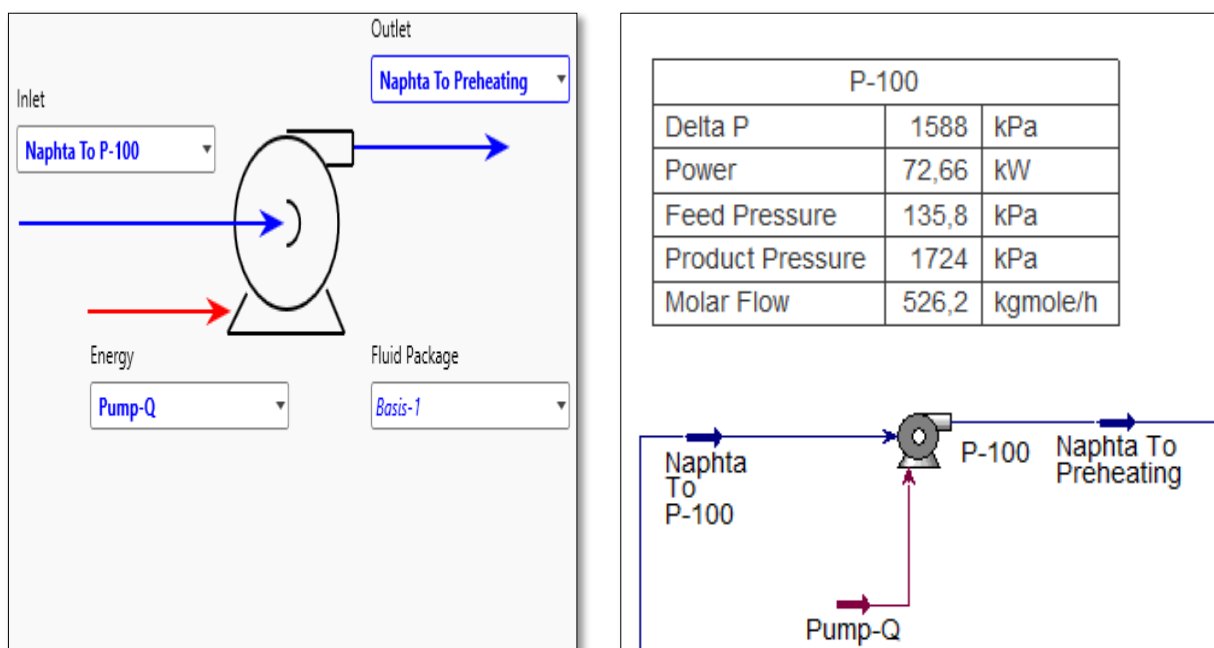 Outlet
Naphta To Preheating
Inlet
Naphta To P-100
Energy
Pump-Q
Fluid Package
Basis-1
P-100
Delta P 1588 kPa
Power 72,66 kW
Feed Pressure 135,8 kPa
Product Pressure 1724 kPa
Molar Flow 526,2 kgmole/h
Naphta
To
P-100
P-100
Naphta To
Preheating
Pump-Q